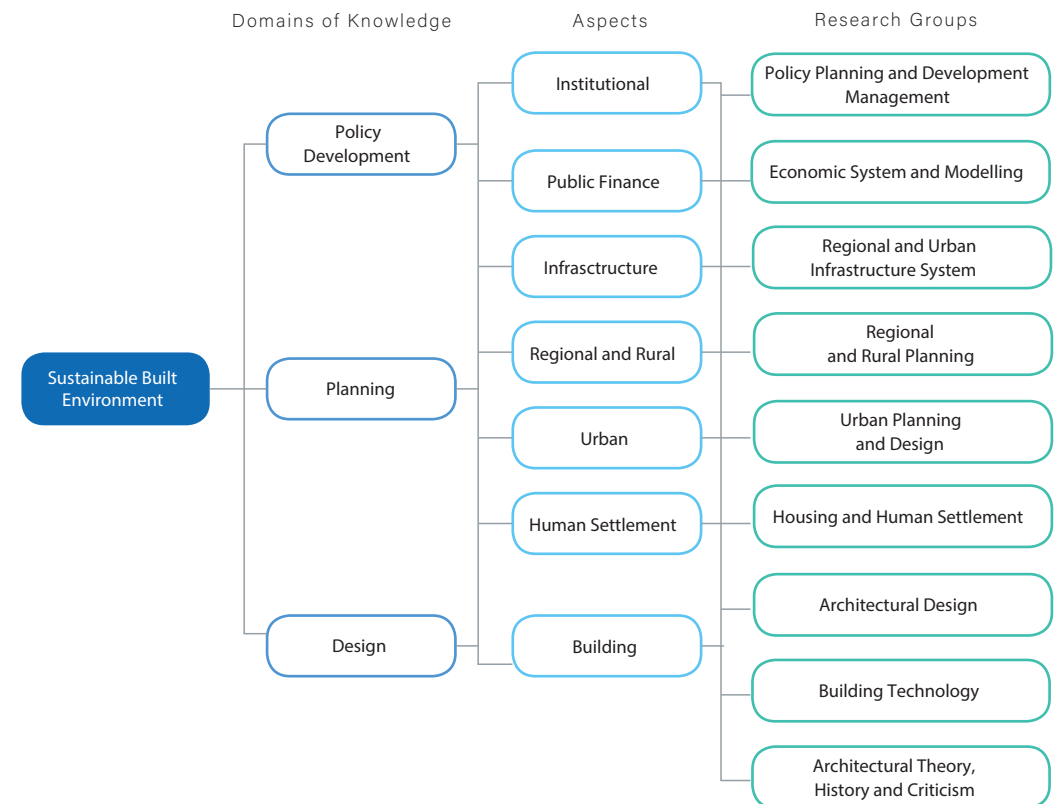 Domains of Knowledge
Aspects
Research Groups
Sustainable Built
Environment
Policy
Development
Planning
Design
Institutional
Public Finance
Infrasctructure
Regional and Rural
Urban
Human Settlement
Building
Policy Planning and Development
Management
Economic System and Modelling
Regional and Urban
Infrastructure System
Regional
and Rural Planning
Urban Planning
and Design
Housing and Human Settlement
Architectural Design
Building Technology
Architectural Theory,
History and Criticism